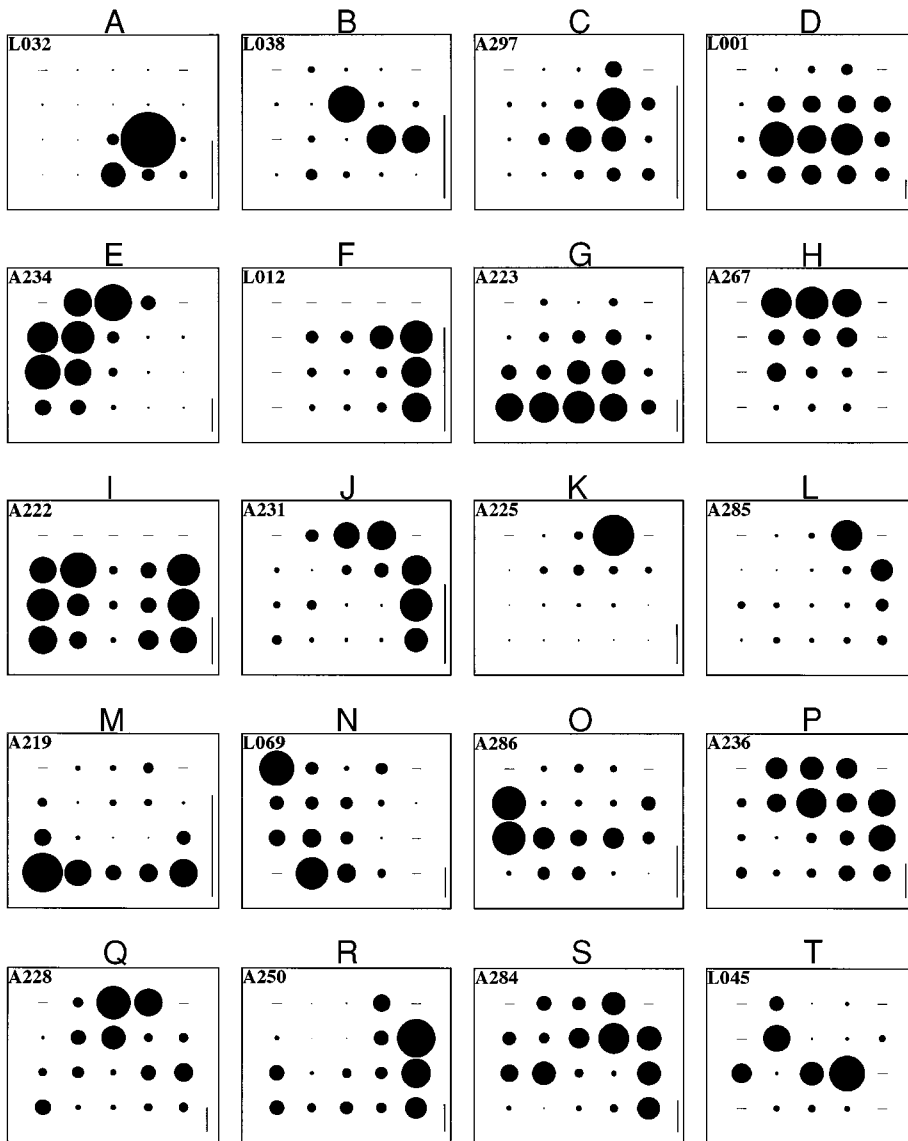 A B C D
L032 L038 A297 L001
E F G H
A234 L012 A223 A267
I J K L
A222 A231 A225 A285
M N O P
A219 L069 A286 A236
Q R S T
A228 A250 A284 L045